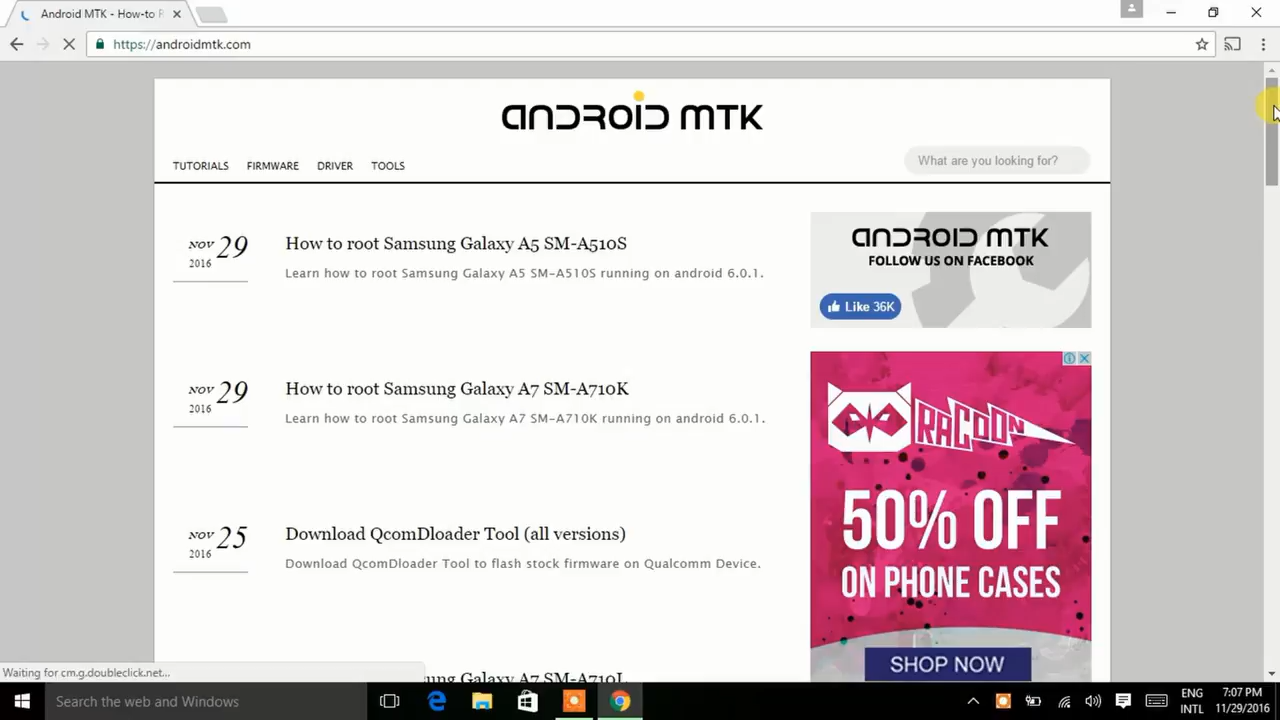 Android MTK - How-to R
https://androidmtk.com
ANDROID MTK
TUTORIALS FIRMWARE DRIVER TOOLS
What are you looking for?
NOV 29
2016
How to root Samsung Galaxy A5 SM-A510S
Learn how to root Samsung Galaxy A5 SM-A510S running on android 6.0.1.
ANDROID MTK
FOLLOW US ON FACEBOOK
Like 36K
NOV 29
2016
How to root Samsung Galaxy A7 SM-A710K
Learn how to root Samsung Galaxy A7 SM-A710K running on android 6.0.1.
RACOON
50% OFF
ON PHONE CASES
SHOP NOW
NOV 25
2016
Download QcomDloader Tool (all versions)
Download QcomDloader Tool to flash stock firmware on Qualcomm Device.
sung Galaxy A7 SM-A710L
Waiting for cm.g.doubleclick.net...
Search the web and Windows
ENG
INTL
7:07 PM
11/29/2016